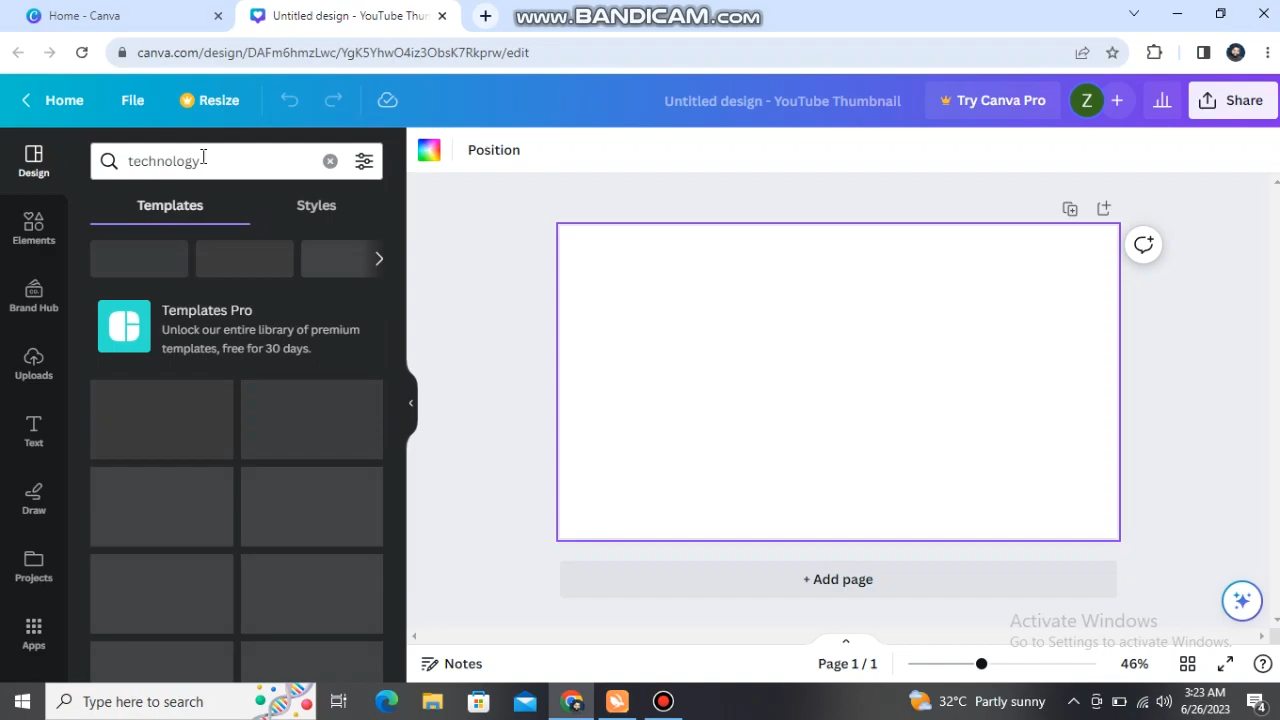 Home - Canva
Untitled design - YouTube Thum
www.BANDICAM.com
canva.com/design/DAFm6hmzLwc/YgK5YhwO4iz3ObsK7Rkprw/edit
Home
File
Resize
Untitled design - YouTube Thumbnail
Try Canva Pro
Z
Share
Design
technology
Position
Templates
Styles
Elements
Brand Hub
Templates Pro
Unlock our entire library of premium
templates, free for 30 days.
Uploads
Text
Draw
Projects
Apps
+ Add page
Activate Windows
Go to Settings to activate Windows.
Notes
Page 1 / 1
46%
Type here to search
32°C Partly sunny
3:23 AM
6/26/2023
4